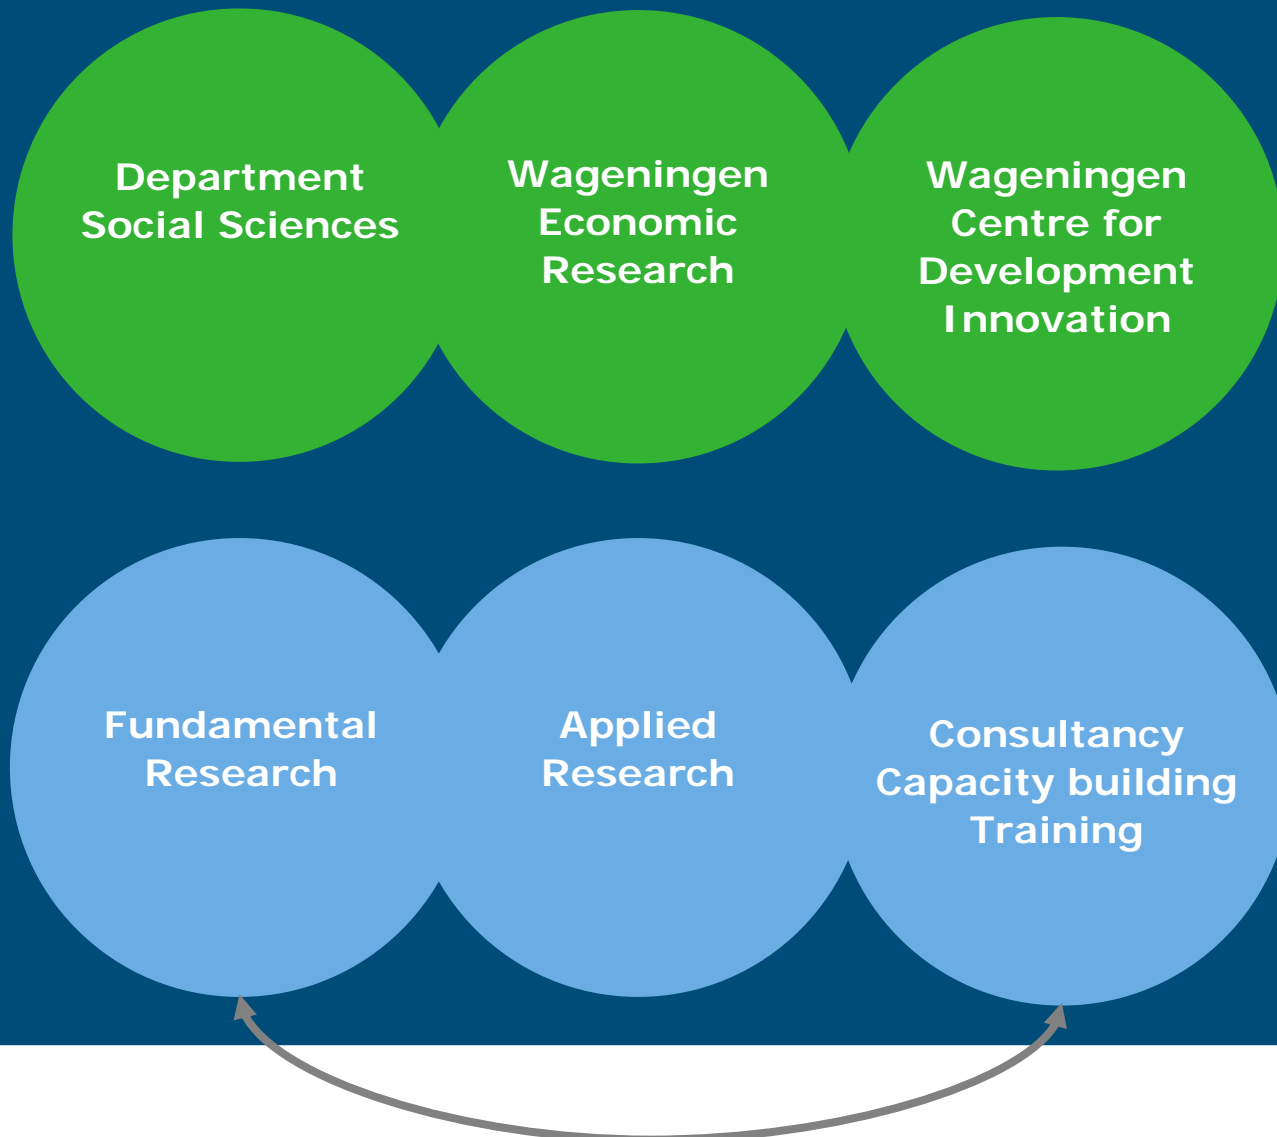 Department
Social Sciences
Wageningen
Economic
Research
Wageningen
Centre for
Development
Innovation
Fundamental
Research
Applied
Research
Consultancy
Capacity building
Training